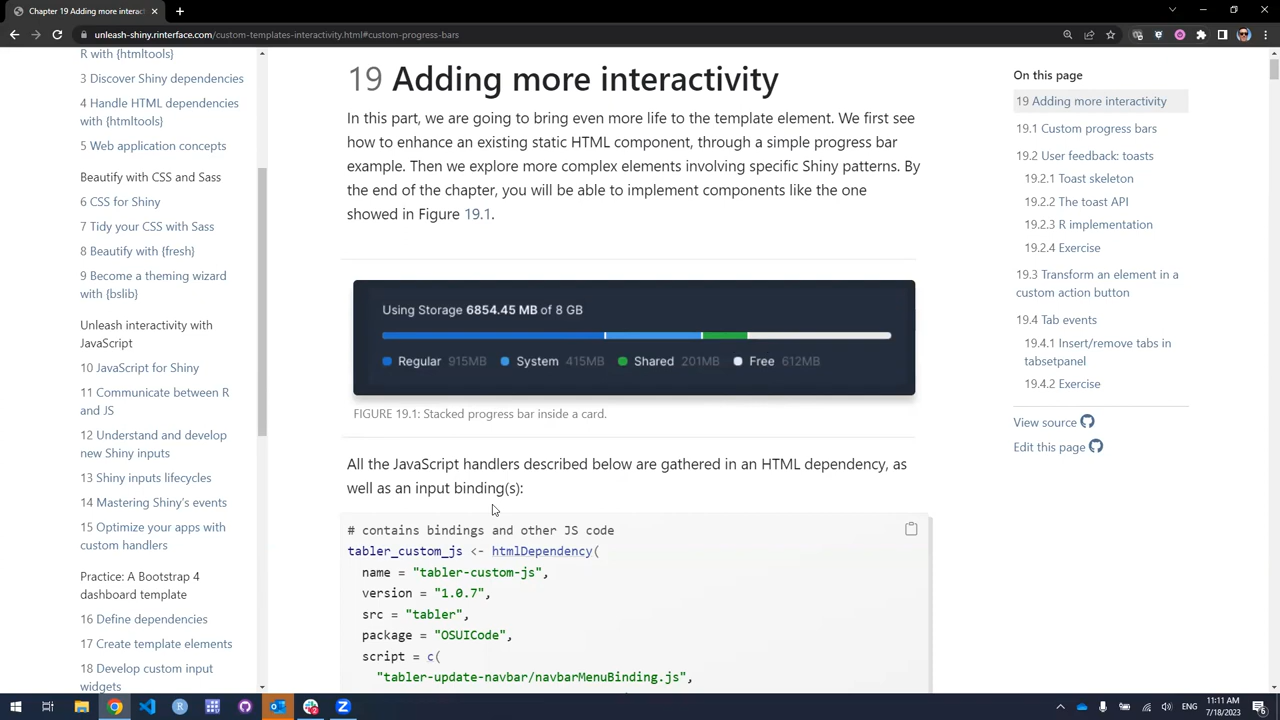 Chapter 19 Adding more interact
unleash-shiny.rinterface.com/custom-templates-interactivity.html#custom-progress-bars
R with {htmltools}
3 Discover Shiny dependencies
4 Handle HTML dependencies
with {htmltools}
5 Web application concepts
Beautify with CSS and Sass
6 CSS for Shiny
7 Tidy your CSS with Sass
8 Beautify with {fresh}
9 Become a theming wizard
with {bslib}
Unleash interactivity with
JavaScript
10 JavaScript for Shiny
11 Communicate between R
and JS
12 Understand and develop
new Shiny inputs
13 Shiny inputs lifecycles
14 Mastering Shiny's events
15 Optimize your apps with
custom handlers
Practice: A Bootstrap 4
dashboard template
16 Define dependencies
17 Create template elements
18 Develop custom input
widgets
19 Adding more interactivity
In this part, we are going to bring even more life to the template element. We first see
how to enhance an existing static HTML component, through a simple progress bar
example. Then we explore more complex elements involving specific Shiny patterns. By
the end of the chapter, you will be able to implement components like the one
showed in Figure 19.1.
Using Storage 6854.45 MB of 8 GB
Regular 915MB System 415MB Shared 201MB Free 612MB
FIGURE 19.1: Stacked progress bar inside a card.
All the JavaScript handlers described below are gathered in an HTML dependency, as
well as an input binding(s):
# contains bindings and other JS code
tabler_custom_js <- htmlDependency(
name = "tabler-custom-js",
version = "1.0.7",
src = "tabler",
package = "OSUICode",
script = c(
"tabler-update-navbar/navbarMenuBinding.js",
On this page
19 Adding more interactivity
19.1 Custom progress bars
19.2 User feedback: toasts
19.2.1 Toast skeleton
19.2.2 The toast API
19.2.3 R implementation
19.2.4 Exercise
19.3 Transform an element in a
custom action button
19.4 Tab events
19.4.1 Insert/remove tabs in
tabsetpanel
19.4.2 Exercise
View source
Edit this page
11:11 AM
7/18/2023